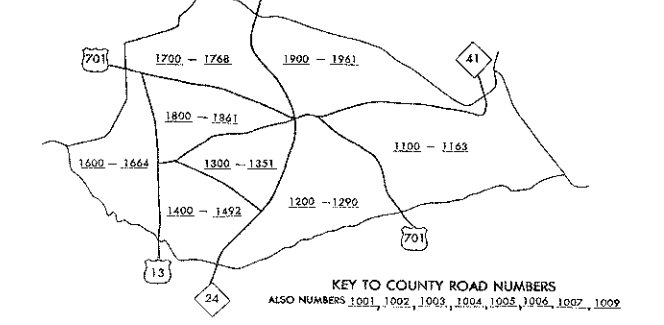 1700 – 1768
1900 – 1961
701
41
1800 – 1861
1100 – 1163
1600 – 1664
1300 – 1351
1400 – 1492
1200 – 1290
701
13
24
KEY TO COUNTY ROAD NUMBERS
ALSO NUMBERS 1001, 1002, 1003, 1004, 1005, 1006, 1007, 1009